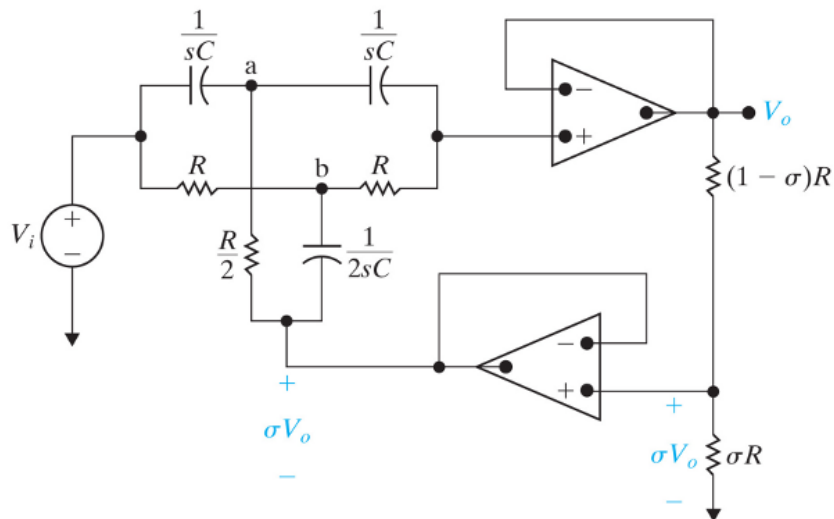 1/sC
1/sC
a
−
+
V_o
R
b
R
(1 − σ)R
+
−
V_i
R/2
1/2sC
−
+
+
σV_o
−
+
σV_o
−
σR